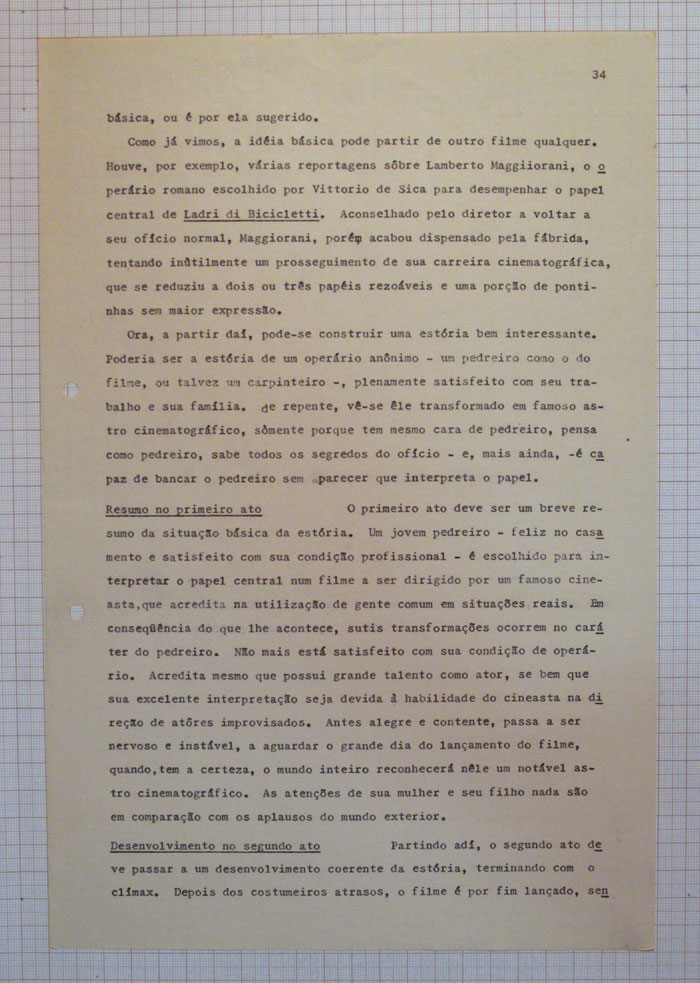 34
básica, ou é por ela sugerido.
Como já vimos, a idéia básica pode partir de outro filme qualquer.
Houve, por exemplo, várias reportagens sôbre Lamberto Maggiiorani, o o
perário romano escolhido por Vittorio de Sica para desempenhar o papel
central de Ladri di Bicicletti. Aconselhado pelo diretor a voltar a
seu ofício normal, Maggiorani, porém acabou dispensado pela fábrida,
tentando inùtilmente um prosseguimento de sua carreira cinematográfica,
que se reduziu a dois ou três papéis rezoáveis e uma porção de ponti-
nhas sem maior expressão.
Ora, a partir daí, pode-se construir uma estória bem interessante.
Poderia ser a estória de um operário anônimo - um pedreiro como o do
filme, ou talvez um carpinteiro -, plenamente satisfeito com seu tra-
balho e sua família. de repente, vê-se êle transformado em famoso as-
tro cinematográfico, sòmente porque tem mesmo cara de pedreiro, pensa
como pedreiro, sabe todos os segredos do ofício - e, mais ainda, -é ca
paz de bancar o pedreiro sem aparecer que interpreta o papel.
Resumo no primeiro ato O primeiro ato deve ser um breve re-
sumo da situação básica da estória. Um jovem pedreiro - feliz no casa
mento e satisfeito com sua condição profissional - é escolhido para in-
terpretar o papel central num filme a ser dirigido por um famoso cine-
asta,que acredita na utilização de gente comum em situações reais. Em
conseqüência do que lhe acontece, sutis transformações ocorrem no cará
ter do pedreiro. Não mais está satisfeito com sua condição de operá-
rio. Acredita mesmo que possui grande talento como ator, se bem que
sua excelente interpretação seja devida à habilidade do cineasta na di
reção de atôres improvisados. Antes alegre e contente, passa a ser
nervoso e instável, a aguardar o grande dia do lançamento do filme,
quando,tem a certeza, o mundo inteiro reconhecerá nêle um notável as-
tro cinematográfico. As atenções de sua mulher e seu filho nada são
em comparação com os aplausos do mundo exterior.
Desenvolvimento no segundo ato Partindo adí, o segundo ato de
ve passar a um desenvolvimento coerente da estória, terminando com o
clímax. Depois dos costumeiros atrasos, o filme é por fim lançado, sen